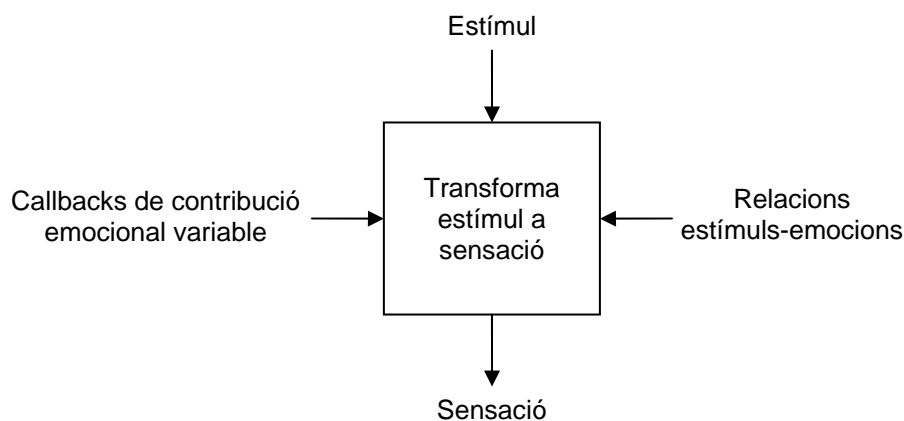 Estímul
Callbacks de contribució
emocional variable
Transforma
estímul a
sensació
Relacions
estímuls-emocions
Sensació